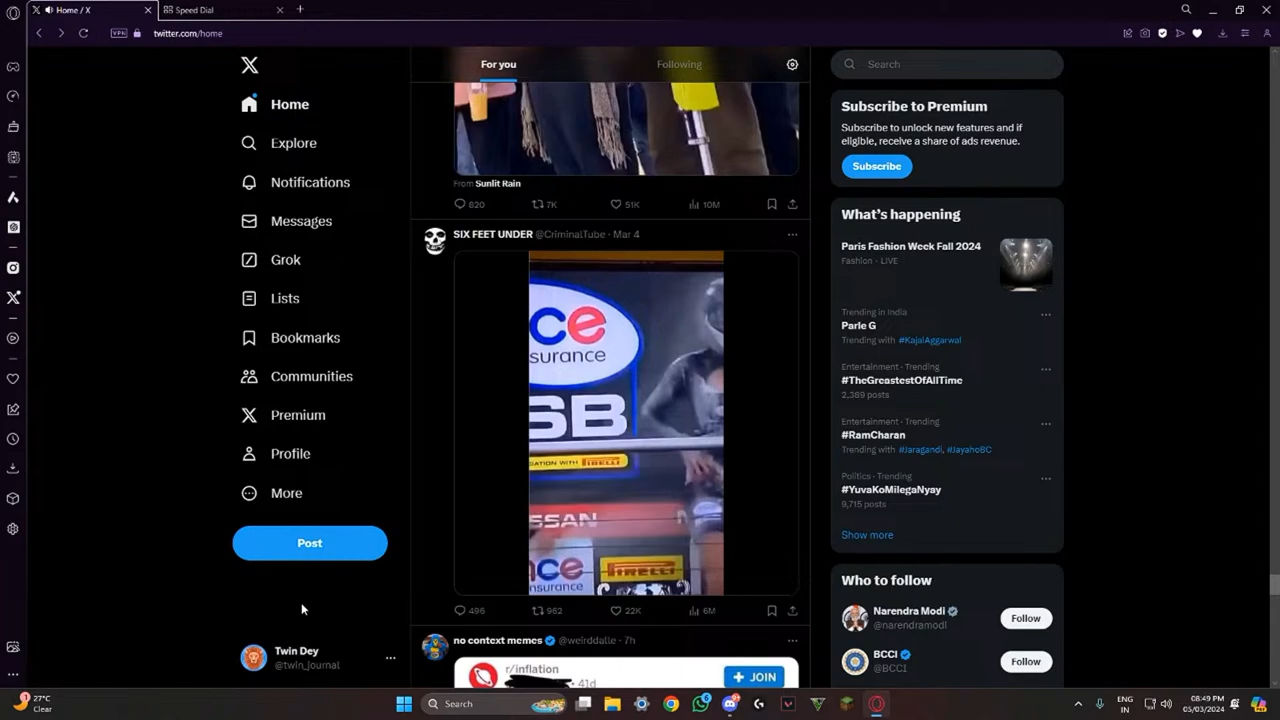 Home / X
Speed Dial
VPN
twitter.com/home
Home
Explore
Notifications
Messages
Grok
Lists
Bookmarks
Communities
Premium
Profile
More
Post
Twin Dey
@twin_journal
For you
Following
From Sunlit Rain
820
7K
51K
10M
SIX FEET UNDER @CriminalTube · Mar 4
ce
surance
SB
SATION WITH PIRELLI
SSAN
N
nce
nsurance
PIRELLI
496
962
22K
6M
no context memes @weirddalle · 7h
r/inflation
41d
+ JOIN
Search
Subscribe to Premium
Subscribe to unlock new features and if
eligible, receive a share of ads revenue.
Subscribe
What's happening
Paris Fashion Week Fall 2024
Fashion · LIVE
Trending in India
Parle G
Trending with #KajalAggarwal
Entertainment · Trending
#TheGreastestOfAllTime
2,389 posts
Entertainment · Trending
#RamCharan
Trending with #Jaragandi, #JayahoBC
Politics · Trending
#YuvaKoMilegaNyay
9,715 posts
Show more
Who to follow
Narendra Modi
@narendramodi
Follow
BCCI
@BCCI
Follow
27°C
Clear
Search
ENG
IN
08:49 PM
05/03/2024